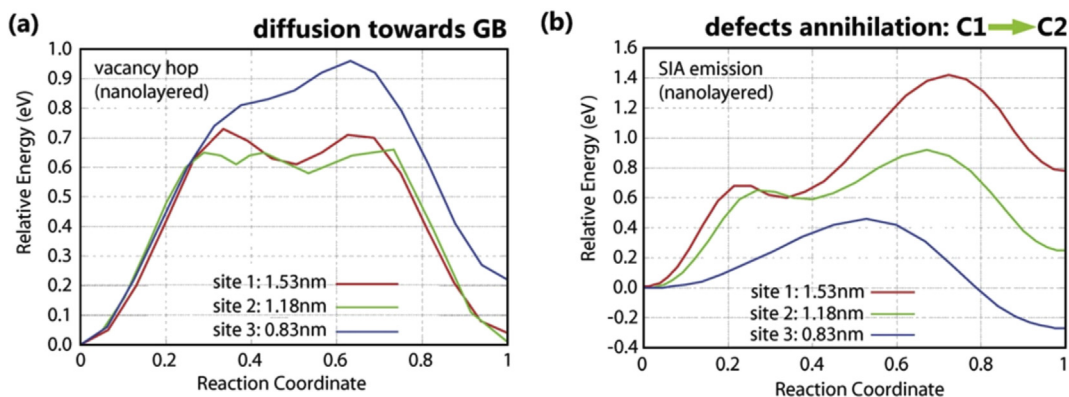 (a)
diffusion towards GB
1.0
0.9
0.8
0.7
0.6
0.5
0.4
0.3
0.2
0.1
0.0
Relative Energy (eV)
vacancy hop
(nanolayered)
site 1: 1.53nm
site 2: 1.18nm
site 3: 0.83nm
0
0.2
0.4
0.6
0.8
1
Reaction Coordinate
(b)
defects annihilation: C1 C2
1.6
1.4
1.2
1.0
0.8
0.6
0.4
0.2
0.0
-0.2
-0.4
Relative Energy (eV)
SIA emission
(nanolayered)
site 1: 1.53nm
site 2: 1.18nm
site 3: 0.83nm
0
0.2
0.4
0.6
0.8
1
Reaction Coordinate